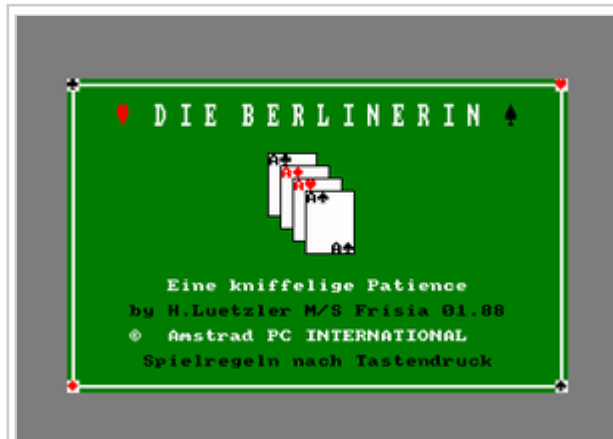 ♥ DIE BERLINERIN ♠
A♣
A♦
A♥
A♠
A♠
Eine kniffelige Patience
by H.Luetzler M/S Frisia 01.88
© Amstrad PC INTERNATIONAL
Spielregeln nach Tastendruck